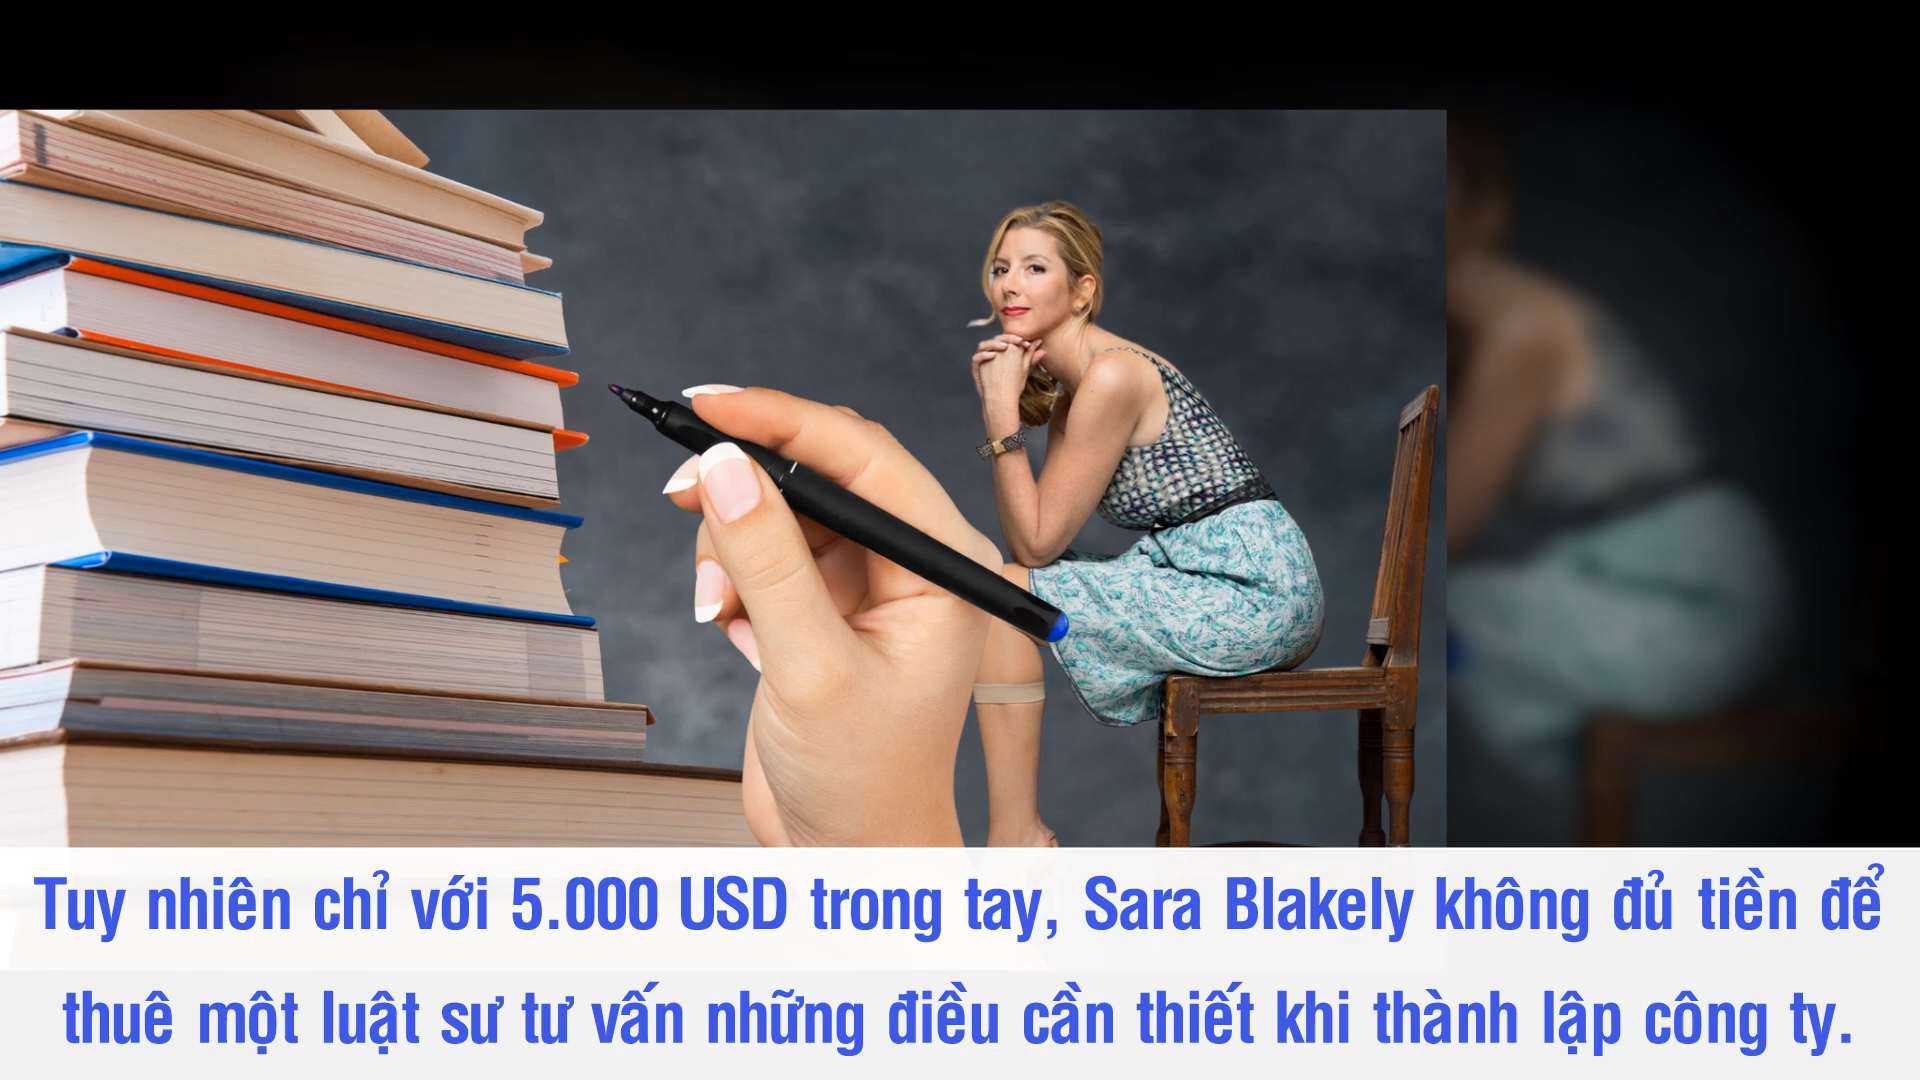 Tuy nhiên chỉ với 5.000 USD trong tay, Sara Blakely không đủ tiền để
thuê một luật sư tư vấn những điều cần thiết khi thành lập công ty.